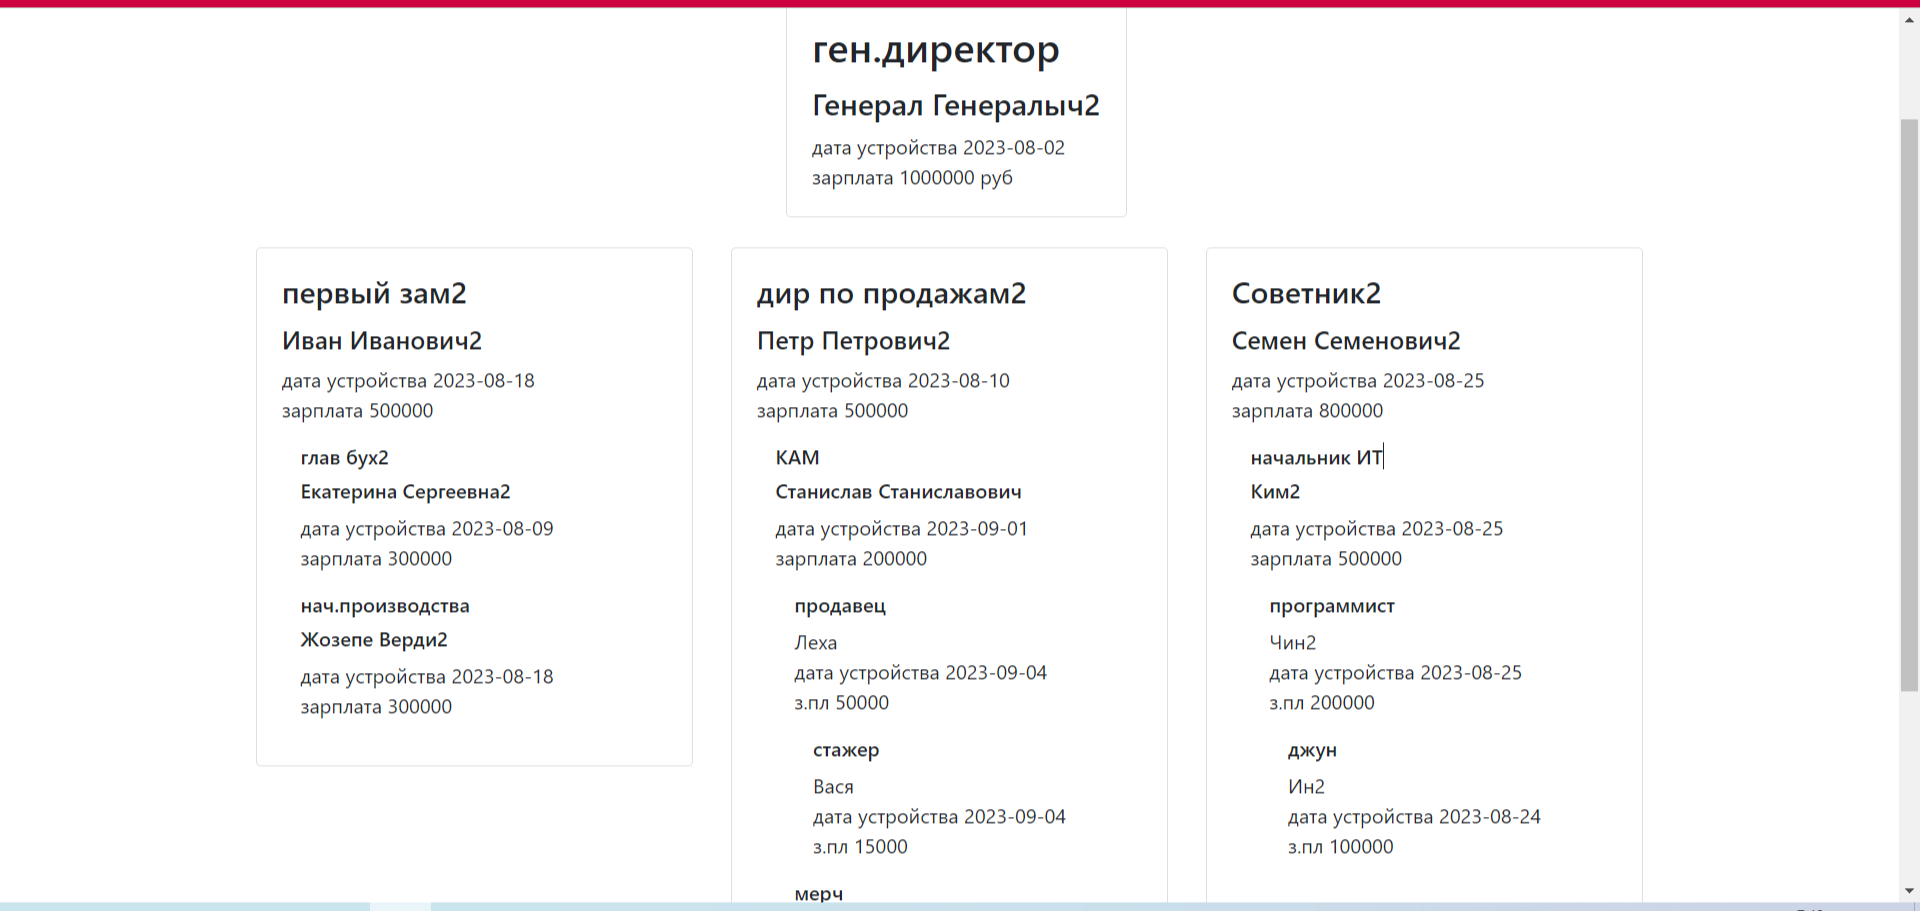 ген.директор
Генерал Генералыч2
дата устройства 2023-08-02
зарплата 1000000 руб
первый зам2
Иван Иванович2
дата устройства 2023-08-18
зарплата 500000
глав бух2
Екатерина Сергеевна2
дата устройства 2023-08-09
зарплата 300000
нач.производства
Жозепе Верди2
дата устройства 2023-08-18
зарплата 300000
дир по продажам2
Петр Петрович2
дата устройства 2023-08-10
зарплата 500000
КАМ
Станислав Станиславович
дата устройства 2023-09-01
зарплата 200000
продавец
Леха
дата устройства 2023-09-04
з.пл 50000
стажер
Вася
дата устройства 2023-09-04
з.пл 15000
мерч
Советник2
Семен Семенович2
дата устройства 2023-08-25
зарплата 800000
начальник ИТ
Ким2
дата устройства 2023-08-25
зарплата 500000
программист
Чин2
дата устройства 2023-08-25
з.пл 200000
джун
Ин2
дата устройства 2023-08-24
з.пл 100000